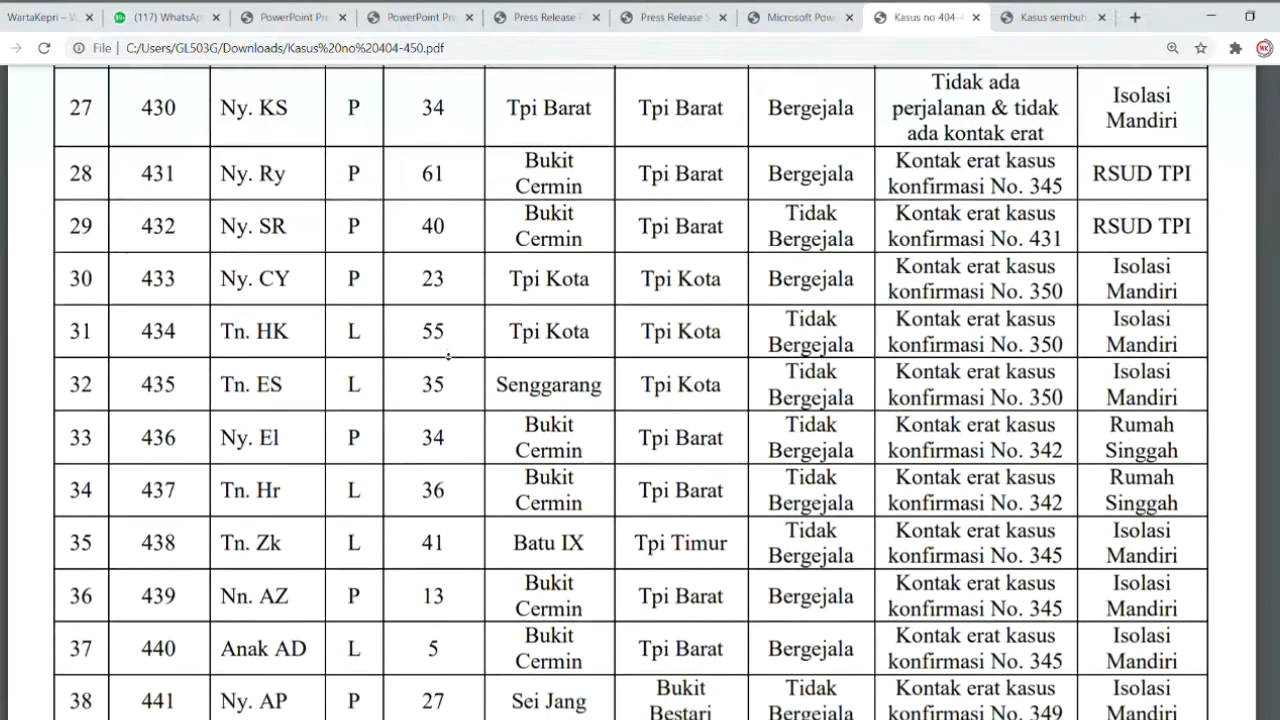 WartaKepri –
(117) WhatsAp
PowerPoint Pre
PowerPoint Pre
Press Release
Press Release
Microsoft Pow
Kasus no 404-
Kasus sembuh
File | C:/Users/GL503G/Downloads/Kasus%20no%20404-450.pdf
27 430 Ny. KS P 34 Tpi Barat Tpi Barat Bergejala Tidak ada perjalanan & tidak ada kontak erat Isolasi Mandiri
28 431 Ny. Ry P 61 Bukit Cermin Tpi Barat Bergejala Kontak erat kasus konfirmasi No. 345 RSUD TPI
29 432 Ny. SR P 40 Bukit Cermin Tpi Barat Tidak Bergejala Kontak erat kasus konfirmasi No. 431 RSUD TPI
30 433 Ny. CY P 23 Tpi Kota Tpi Kota Bergejala Kontak erat kasus konfirmasi No. 350 Isolasi Mandiri
31 434 Tn. HK L 55 Tpi Kota Tpi Kota Tidak Bergejala Kontak erat kasus konfirmasi No. 350 Isolasi Mandiri
32 435 Tn. ES L 35 Senggarang Tpi Kota Tidak Bergejala Kontak erat kasus konfirmasi No. 350 Isolasi Mandiri
33 436 Ny. El P 34 Bukit Cermin Tpi Barat Tidak Bergejala Kontak erat kasus konfirmasi No. 342 Rumah Singgah
34 437 Tn. Hr L 36 Bukit Cermin Tpi Barat Tidak Bergejala Kontak erat kasus konfirmasi No. 342 Rumah Singgah
35 438 Tn. Zk L 41 Batu IX Tpi Timur Tidak Bergejala Kontak erat kasus konfirmasi No. 345 Isolasi Mandiri
36 439 Nn. AZ P 13 Bukit Cermin Tpi Barat Bergejala Kontak erat kasus konfirmasi No. 345 Isolasi Mandiri
37 440 Anak AD L 5 Bukit Cermin Tpi Barat Bergejala Kontak erat kasus konfirmasi No. 345 Isolasi Mandiri
38 441 Ny. AP P 27 Sei Jang Bukit Bestari Tidak Bergejala Kontak erat kasus konfirmasi No. 349 Isolasi Mandiri